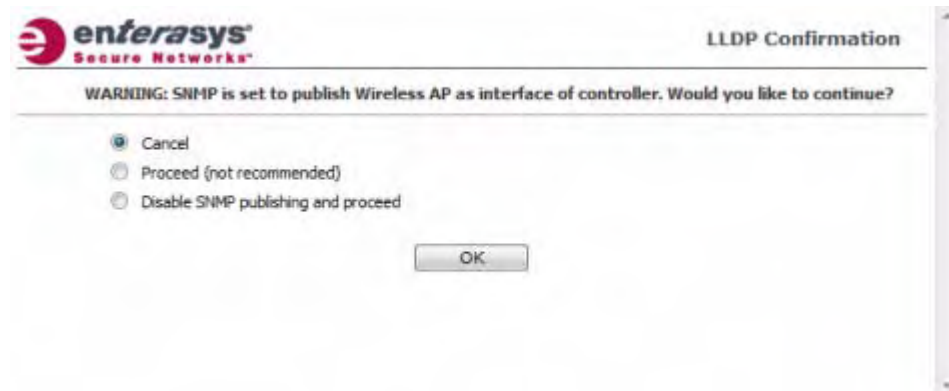 enterasys
Secure Networks
LLDP Confirmation
WARNING: SNMP is set to publish Wireless AP as interface of controller. Would you like to continue?
Cancel
Proceed (not recommended)
Disable SNMP publishing and proceed
OK